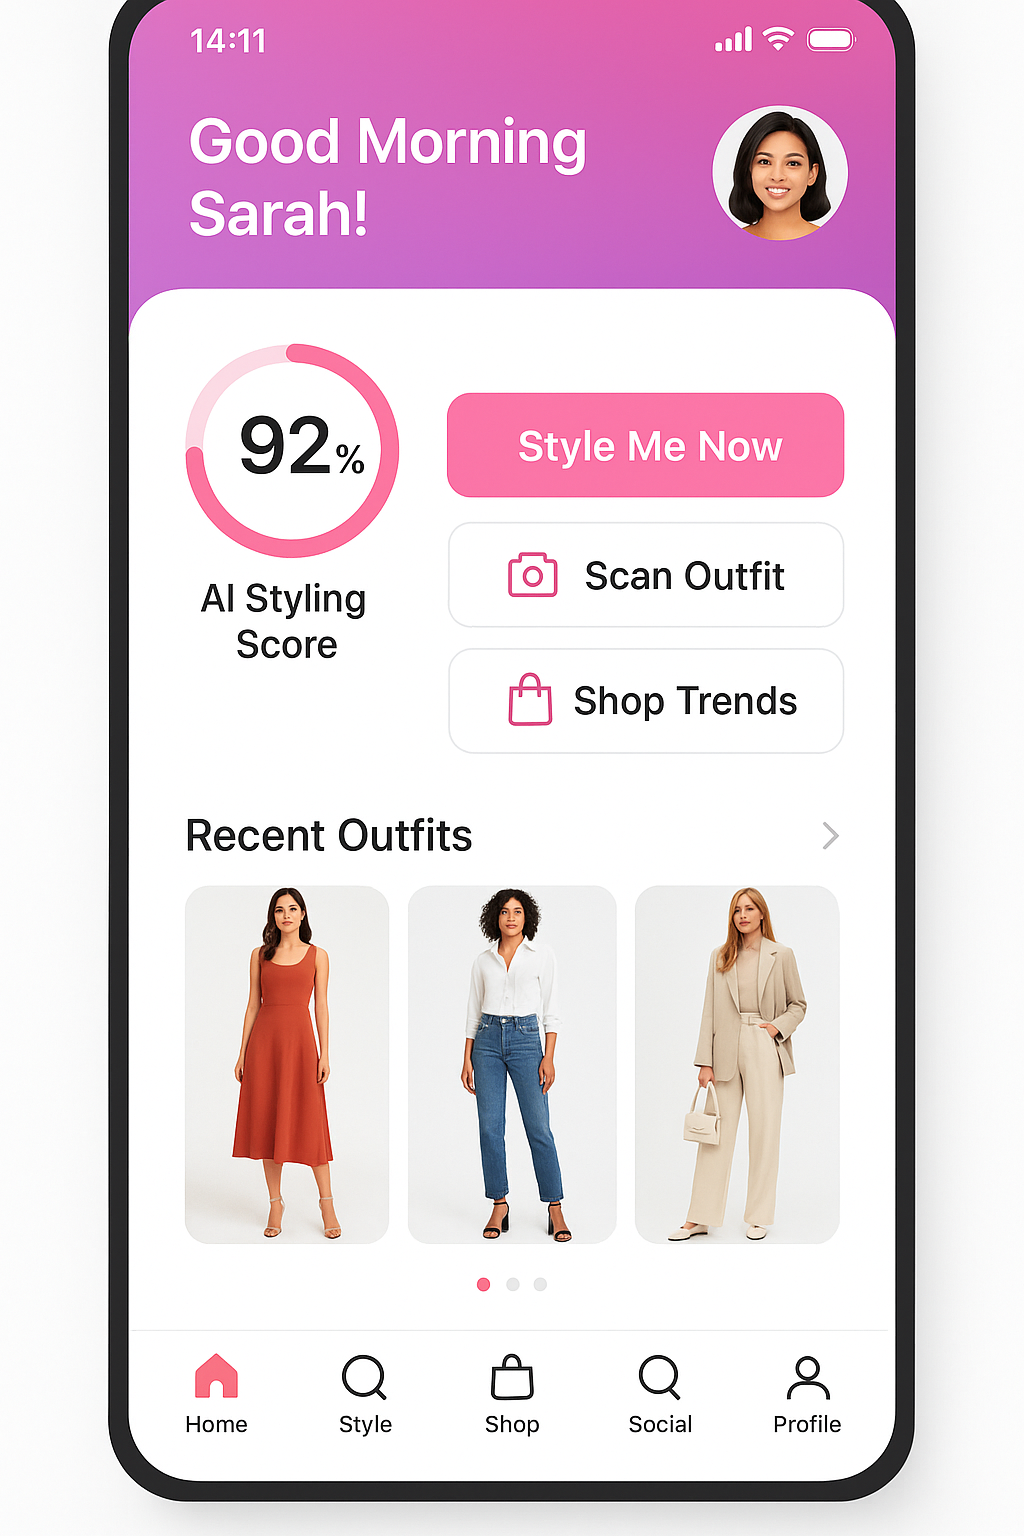 14:11
Good Morning
Sarah!
92%
AI Styling
Score
Style Me Now
Scan Outfit
Shop Trends
Recent Outfits
Home
Style
Shop
Social
Profile